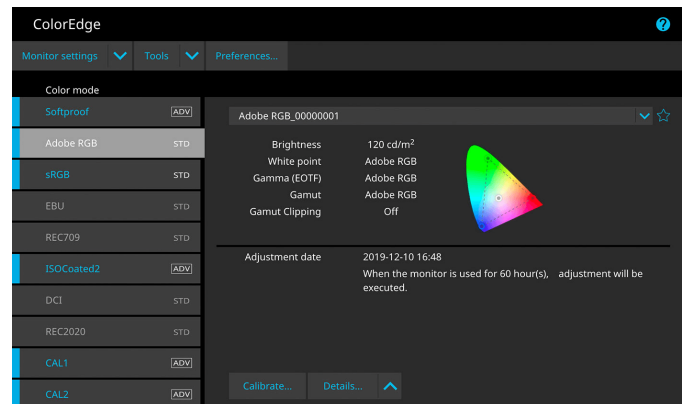 ColorEdge
Monitor settings Tools Preferences...
Color mode
Softproof ADV
Adobe RGB STD
sRGB STD
EBU STD
REC709 STD
ISOCoated2 ADV
DCI STD
REC2020 STD
CAL1 ADV
CAL2 ADV
Adobe RGB_00000001
Brightness 120 cd/m²
White point Adobe RGB
Gamma (EOTF) Adobe RGB
Gamut Adobe RGB
Gamut Clipping Off
Adjustment date 2019-12-10 16:48
When the monitor is used for 60 hour(s), adjustment will be
executed.
Calibrate... Details...